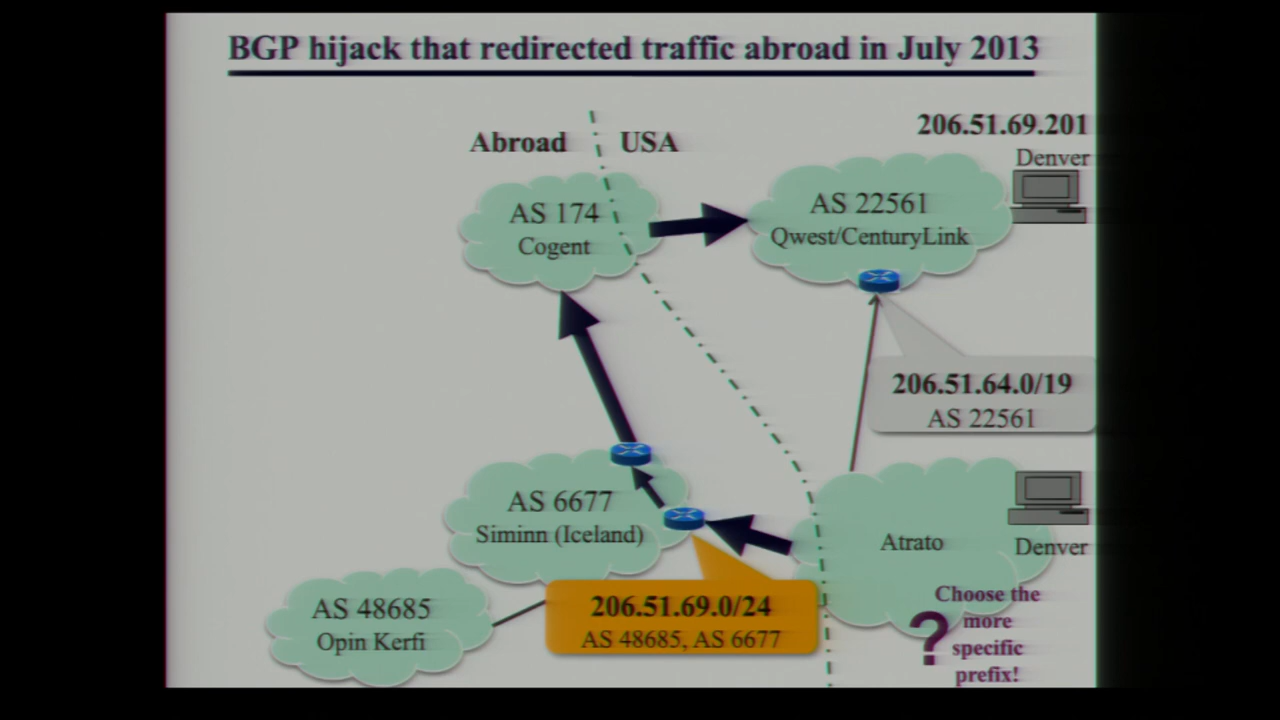 BGP hijack that redirected traffic abroad in July 2013
206.51.69.201
Abroad
USA
Denver
AS 174
Cogent
AS 22561
Qwest/CenturyLink
206.51.64.0/19
AS 22561
AS 6677
Siminn (Iceland)
Atrato
Denver
AS 48685
Opin Kerfi
206.51.69.0/24
AS 48685, AS 6677
Choose the
?
more
specific
prefix!